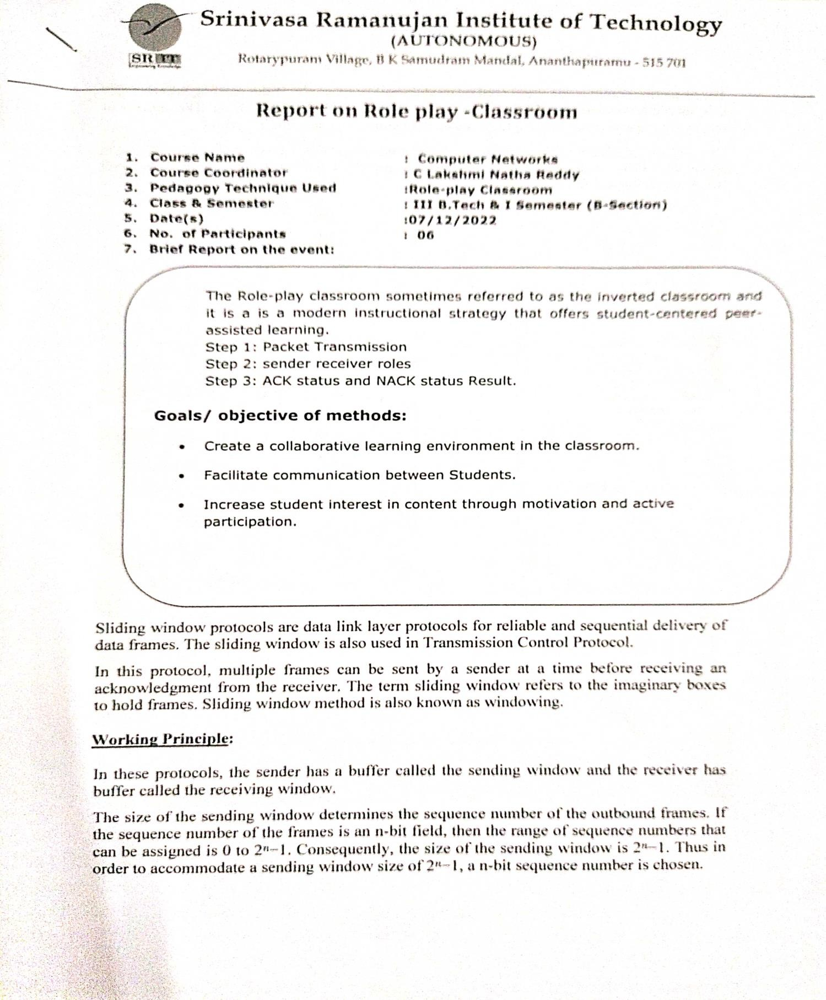 Srinivasa Ramanujan Institute of Technology
(AUTONOMOUS)
SRIT
Rotarypuram Village, B K Samudram Mandal, Ananthapuramu - 515 701
Report on Role play -Classroom
1. Course Name : Computer Networks
2. Course Coordinator : C Lakshmi Natha Reddy
3. Pedagogy Technique Used :Role-play Classroom
4. Class & Semester : III B.Tech & I Semester (B-Section)
5. Date(s) :07/12/2022
6. No. of Participants : 06
7. Brief Report on the event:
The Role-play classroom sometimes referred to as the inverted classroom and
it is a is a modern instructional strategy that offers student-centered peer-
assisted learning.
Step 1: Packet Transmission
Step 2: sender receiver roles
Step 3: ACK status and NACK status Result.
Goals/ objective of methods:
• Create a collaborative learning environment in the classroom.
• Facilitate communication between Students.
• Increase student interest in content through motivation and active
participation.
Sliding window protocols are data link layer protocols for reliable and sequential delivery of
data frames. The sliding window is also used in Transmission Control Protocol.
In this protocol, multiple frames can be sent by a sender at a time before receiving an
acknowledgment from the receiver. The term sliding window refers to the imaginary boxes
to hold frames. Sliding window method is also known as windowing.
Working Principle:
In these protocols, the sender has a buffer called the sending window and the receiver has
buffer called the receiving window.
The size of the sending window determines the sequence number of the outbound frames. If
the sequence number of the frames is an n-bit field, then the range of sequence numbers that
can be assigned is 0 to 2ⁿ−1. Consequently, the size of the sending window is 2ⁿ−1. Thus in
order to accommodate a sending window size of 2ⁿ−1, a n-bit sequence number is chosen.